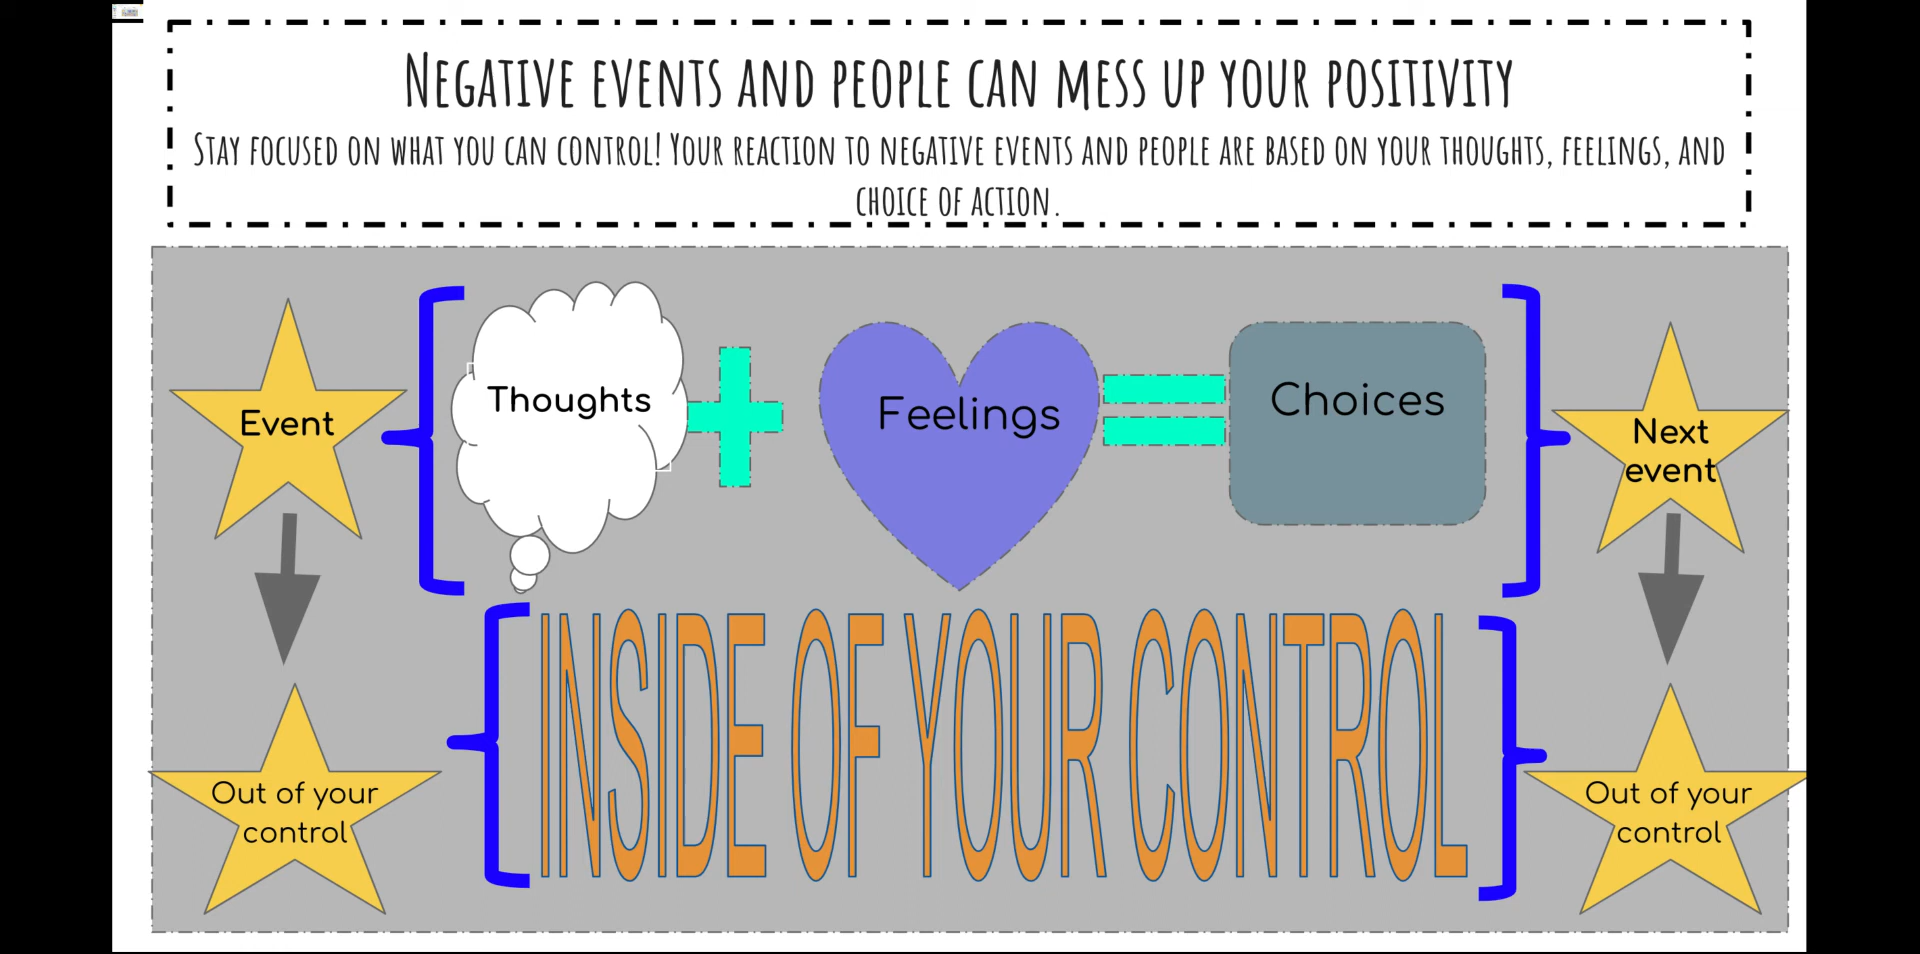 Negative events and people can mess up your positivity
Stay focused on what you can control! Your reaction to negative events and people are based on your thoughts, feelings, and
choice of action.
Event
Thoughts
Feelings
Choices
Next
event
INSIDE OF YOUR CONTROL
Out of your
control
Out of your
control